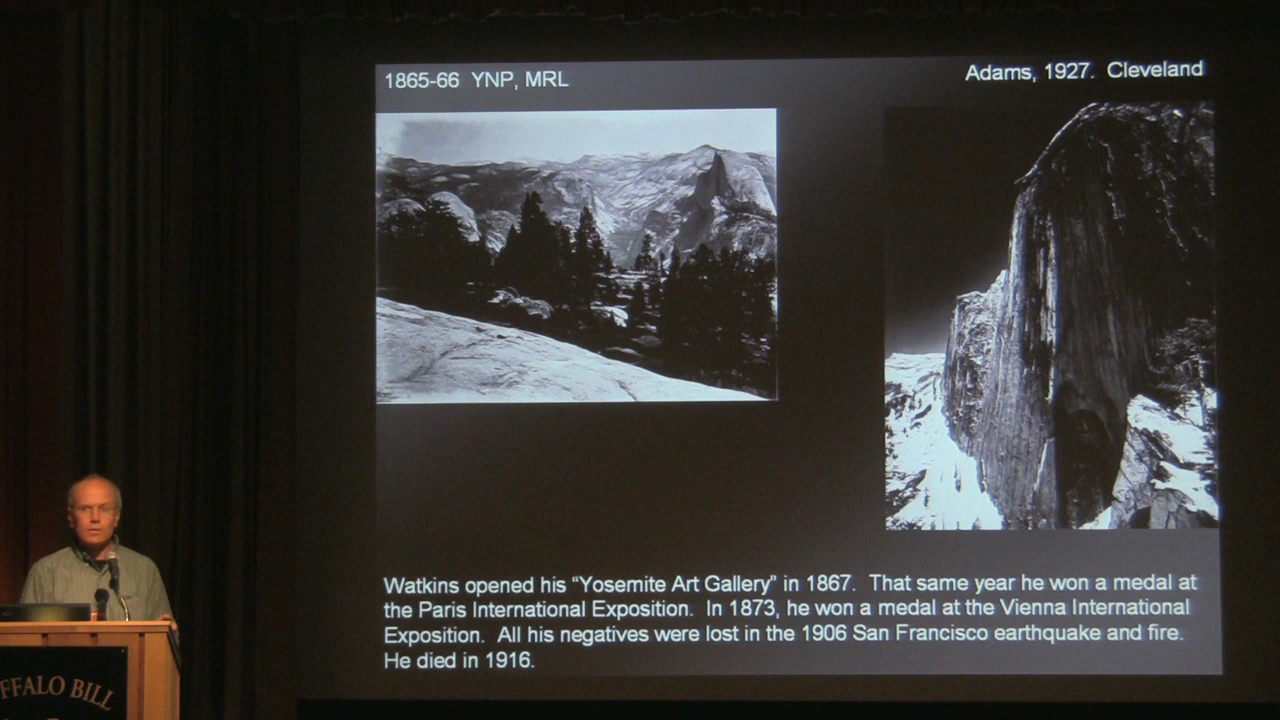 1865-66 YNP, MRL
Adams, 1927. Cleveland
Watkins opened his "Yosemite Art Gallery" in 1867. That same year he won a medal at
the Paris International Exposition. In 1873, he won a medal at the Vienna International
Exposition. All his negatives were lost in the 1906 San Francisco earthquake and fire.
He died in 1916.
FFALO BILL